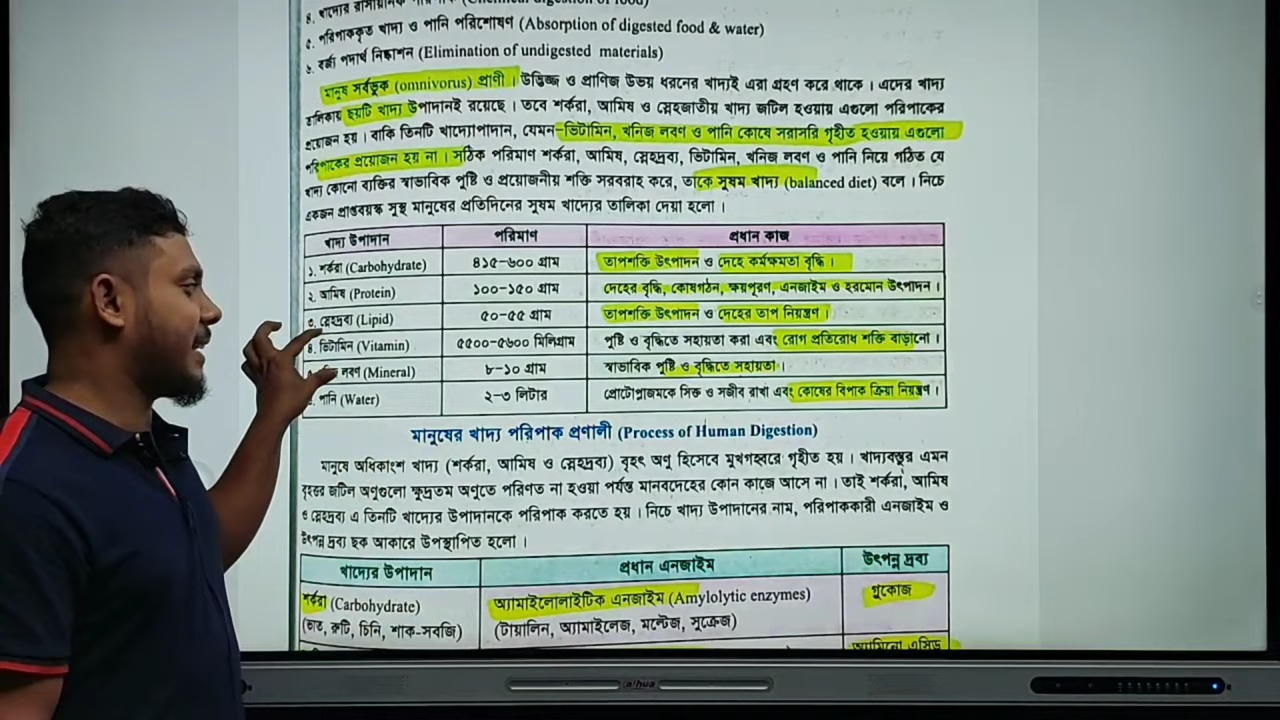 ৪. খাদ্যের রাসায়নিক (Chemical digestion of food)
৫. পরিপাককৃত খাদ্য ও পানি পরিশোষণ (Absorption of digested food & water)
৬. বর্জ্য পদার্থ নিষ্কাশন (Elimination of undigested materials)
মানুষ সর্বভুক (omnivorus) প্রাণী। উদ্ভিজ্জ ও প্রাণিজ উভয় ধরনের খাদ্যই এরা গ্রহণ করে থাকে। এদের খাদ্য
তালিকায় ছয়টি খাদ্য উপাদানই রয়েছে। তবে শর্করা, আমিষ ও স্নেহজাতীয় খাদ্য জটিল হওয়ায় এগুলো পরিপাকের
প্রয়োজন হয়। বাকি তিনটি খাদ্যোপাদান, যেমন-ভিটামিন, খনিজ লবণ ও পানি কোষে সরাসরি গৃহীত হওয়ায় এগুলো
পরিপাকের প্রয়োজন হয় না। সঠিক পরিমাণ শর্করা, আমিষ, স্নেহদ্রব্য, ভিটামিন, খনিজ লবণ ও পানি নিয়ে গঠিত যে
খাদ্য কোনো ব্যক্তির স্বাভাবিক পুষ্টি ও প্রয়োজনীয় শক্তি সরবরাহ করে, তাকে সুষম খাদ্য (balanced diet) বলে। নিচে
একজন প্রাপ্তবয়স্ক সুস্থ মানুষের প্রতিদিনের সুষম খাদ্যের তালিকা দেয়া হলো।
খাদ্য উপাদান পরিমাণ প্রধান কাজ
১. শর্করা (Carbohydrate) ৪১৫-৬০০ গ্রাম তাপশক্তি উৎপাদন ও দেহে কর্মক্ষমতা বৃদ্ধি।
২. আমিষ (Protein) ১০০-১৫০ গ্রাম দেহের বৃদ্ধি, কোষগঠন, ক্ষয়পূরণ, এনজাইম ও হরমোন উৎপাদন।
৩. স্নেহদ্রব্য (Lipid) ৫০-৫৫ গ্রাম তাপশক্তি উৎপাদন ও দেহের তাপ নিয়ন্ত্রণ।
৪. ভিটামিন (Vitamin) ৫৫০০-৫৬০০ মিলিগ্রাম পুষ্টি ও বৃদ্ধিতে সহায়তা করা এবং রোগ প্রতিরোধ শক্তি বাড়ানো।
লবণ (Mineral) ৮-১০ গ্রাম স্বাভাবিক পুষ্টি ও বৃদ্ধিতে সহায়তা।
পানি (Water) ২-৩ লিটার প্রোটোপ্লাজমকে সিক্ত ও সজীব রাখা এবং কোষের বিপাক ক্রিয়া নিয়ন্ত্রণ।
মানুষের খাদ্য পরিপাক প্রণালী (Process of Human Digestion)
মানুষে অধিকাংশ খাদ্য (শর্করা, আমিষ ও স্নেহদ্রব্য) বৃহৎ অণু হিসেবে মুখগহ্বরে গৃহীত হয়। খাদ্যবস্তুর এমন
বৃহত্তর জটিল অণুগুলো ক্ষুদ্রতম অণুতে পরিণত না হওয়া পর্যন্ত মানবদেহের কোন কাজে আসে না। তাই শর্করা, আমিষ
ও স্নেহদ্রব্য এ তিনটি খাদ্যের উপাদানকে পরিপাক করতে হয়। নিচে খাদ্য উপাদানের নাম, পরিপাককারী এনজাইম ও
উৎপন্ন দ্রব্য ছক আকারে উপস্থাপিত হলো।
খাদ্যের উপাদান প্রধান এনজাইম উৎপন্ন দ্রব্য
শর্করা (Carbohydrate) অ্যামাইলোলাইটিক এনজাইম (Amylolytic enzymes) গ্লুকোজ
(ভাত, রুটি, চিনি, শাক-সবজি) (টায়ালিন, অ্যামাইলেজ, মল্টেজ, সুক্রেজ)
অ্যামিনো এসিড
alhua